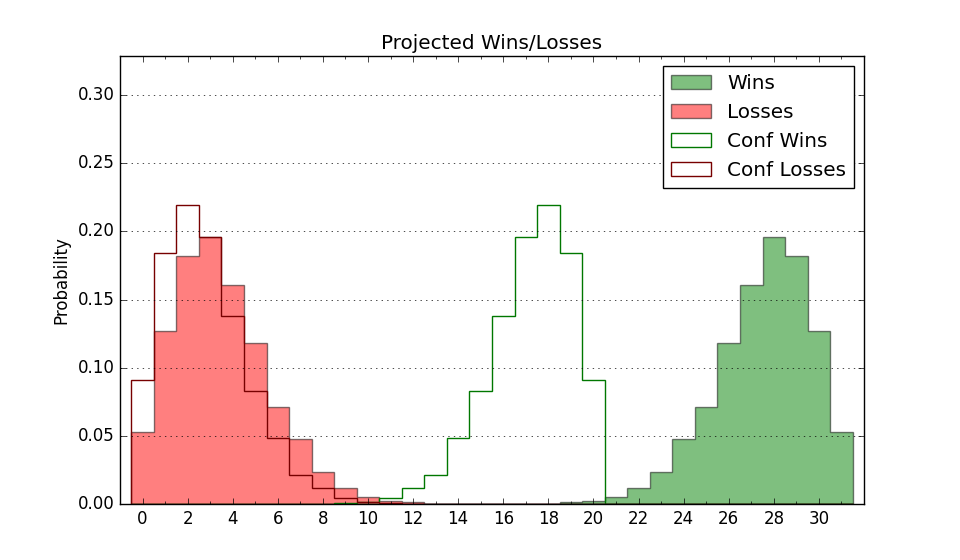 Projected Wins/Losses
Probability
0.30
0.25
0.20
0.15
0.10
0.05
0.00
0 2 4 6 8 10 12 14 16 18 20 22 24 26 28 30
Wins
Losses
Conf Wins
Conf Losses